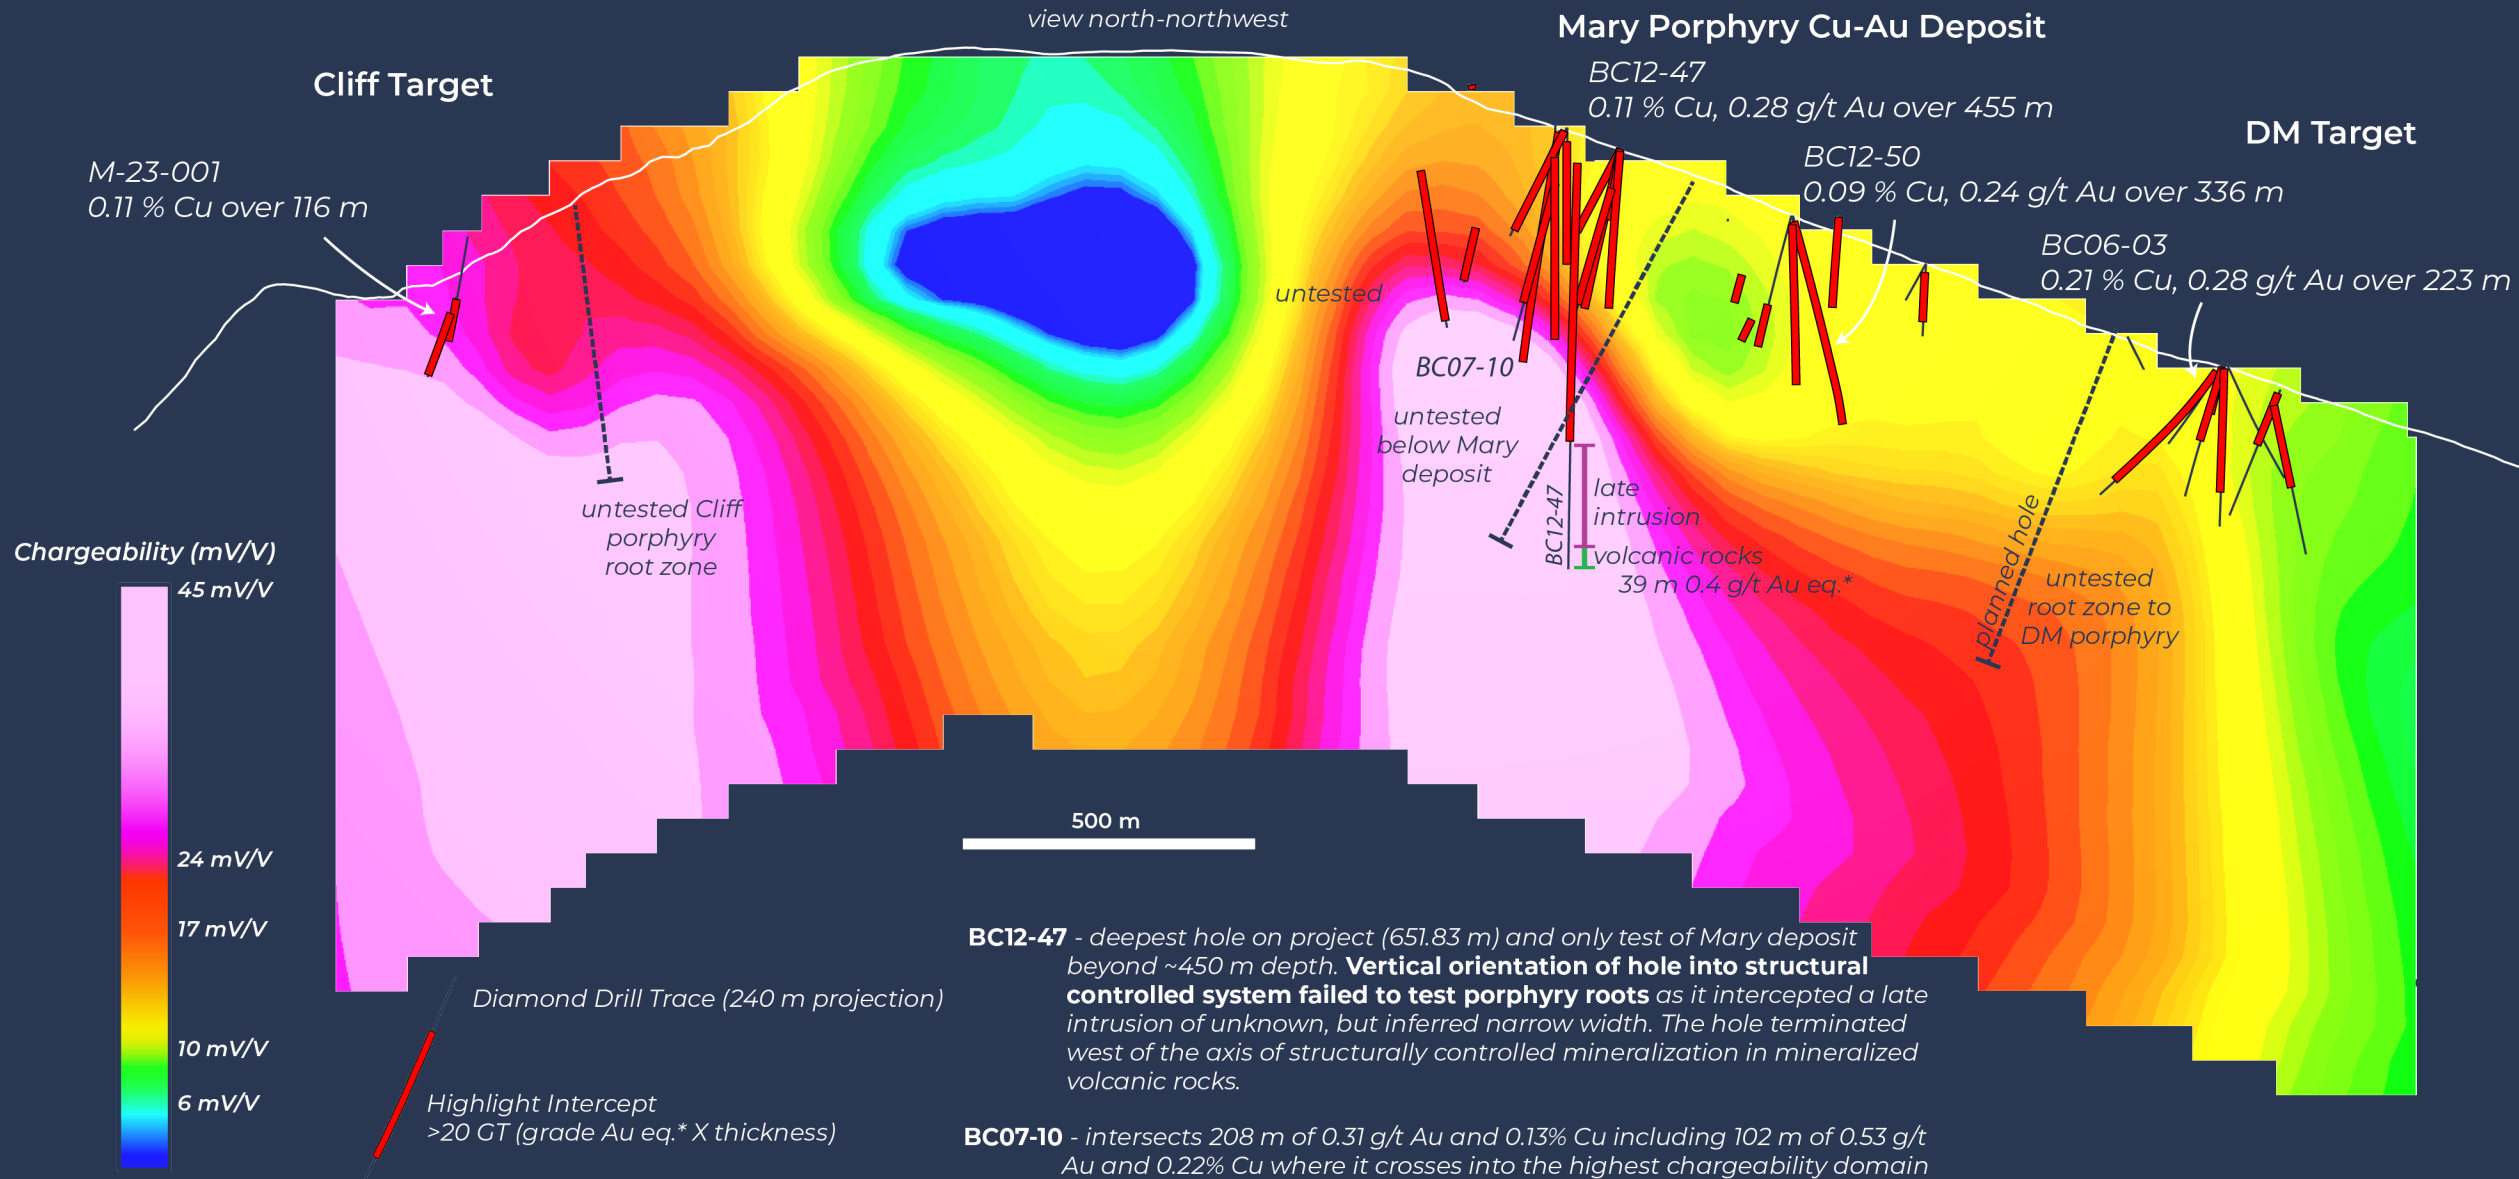 view north-northwest
Cliff Target
Mary Porphyry Cu-Au Deposit
BC12-47
0.11 % Cu, 0.28 g/t Au over 455 m
DM Target
M-23-001
0.11 % Cu over 116 m
BC12-50
0.09 % Cu, 0.24 g/t Au over 336 m
BC06-03
0.21 % Cu, 0.28 g/t Au over 223 m
untested
BC07-10
untested
below Mary
deposit
untested Cliff
porphyry
root zone
BC12-47
late
intrusion
volcanic rocks
39 m 0.4 g/t Au eq.*
planned hole
untested
root zone to
DM porphyry
Chargeability (mV/V)
45 mV/V
24 mV/V
17 mV/V
10 mV/V
6 mV/V
500 m
Diamond Drill Trace (240 m projection)
Highlight Intercept
>20 GT (grade Au eq.* X thickness)
BC12-47 - deepest hole on project (651.83 m) and only test of Mary deposit
beyond ~450 m depth. Vertical orientation of hole into structural
controlled system failed to test porphyry roots as it intercepted a late
intrusion of unknown, but inferred narrow width. The hole terminated
west of the axis of structurally controlled mineralization in mineralized
volcanic rocks.
BC07-10 - intersects 208 m of 0.31 g/t Au and 0.13% Cu including 102 m of 0.53 g/t
Au and 0.22% Cu where it crosses into the highest chargeability domain